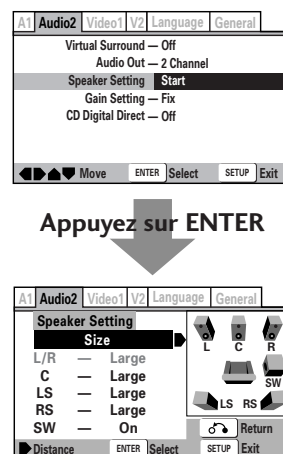 A1 Audio2 Video1 V2 Language General
Virtual Surround — Off
Audio Out — 2 Channel
Speaker Setting Start
Gain Setting — Fix
CD Digital Direct — Off
Move ENTER Select SETUP Exit
Appuyez sur ENTER
A1 Audio2 Video1 V2 Language General
Speaker Setting
Size
L/R — Large
C — Large
LS — Large
RS — Large
SW — On
L C R
SW
LS RS
Return
Distance ENTER Select SETUP Exit